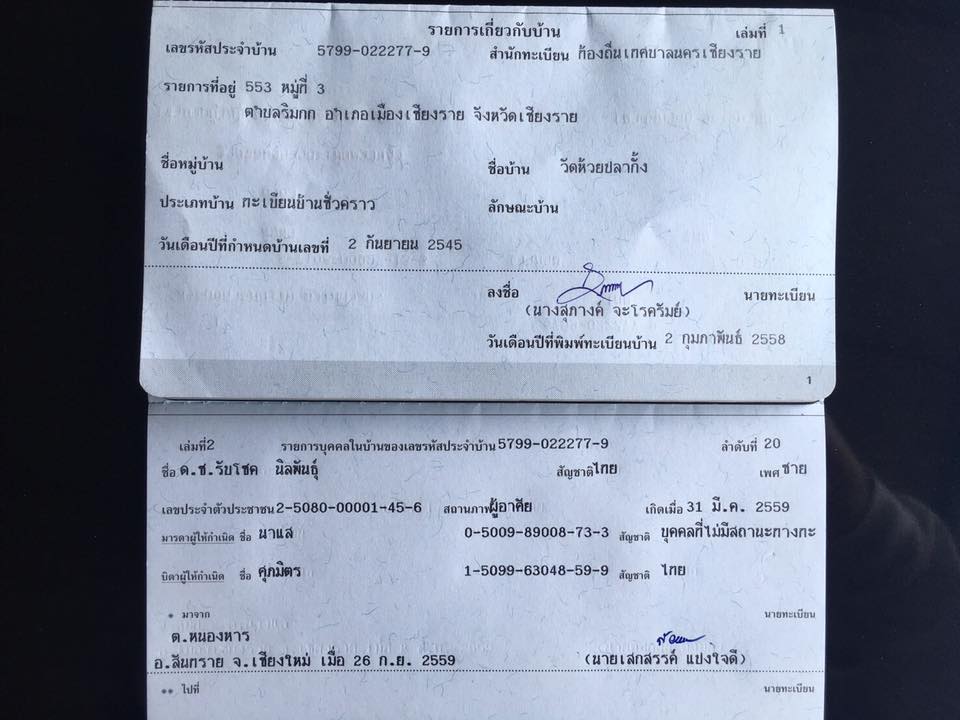 รายการเกี่ยวกับบ้าน เล่มที่ 1
เลขรหัสประจำบ้าน 5799-022277-9 สำนักทะเบียน ท้องถิ่นเทศบาลนครเชียงราย
รายการที่อยู่ 553 หมู่ที่ 3
ตำบลริมกก อำเภอเมืองเชียงราย จังหวัดเชียงราย
ชื่อหมู่บ้าน ชื่อบ้าน วัดห้วยปลากั้ง
ประเภทบ้าน ทะเบียนบ้านชั่วคราว ลักษณะบ้าน
วันเดือนปีที่กำหนดบ้านเลขที่ 2 กันยายน 2545
ลงชื่อ นายทะเบียน
(นางสุภางค์ จะโรครัมย์)
วันเดือนปีที่พิมพ์ทะเบียนบ้าน 2 กุมภาพันธ์ 2558
1
เล่มที่2 รายการบุคคลในบ้านของเลขรหัสประจำบ้าน 5799-022277-9 ลำดับที่ 20
ชื่อ ด.ช.รับโชค นิลพันธุ์ สัญชาติไทย เพศ ชาย
เลขประจำตัวประชาชน 2-5080-00001-45-6 สถานภาพผู้อาศัย เกิดเมื่อ 31 มี.ค. 2559
มารดาผู้ให้กำเนิด ชื่อ นาแส 0-5009-89008-73-3 สัญชาติ บุคคลที่ไม่มีสถานะทางทะ
บิดาผู้ให้กำเนิด ชื่อ ศุภมิตร 1-5099-63048-59-9 สัญชาติ ไทย
* มาจาก นายทะเบียน
ต.หนองหาร
อ.สันทราย จ.เชียงใหม่ เมื่อ 26 ก.ย. 2559 (นายเสกสรรค์ แปงใจดี)
** ไปที่ นายทะเบียน